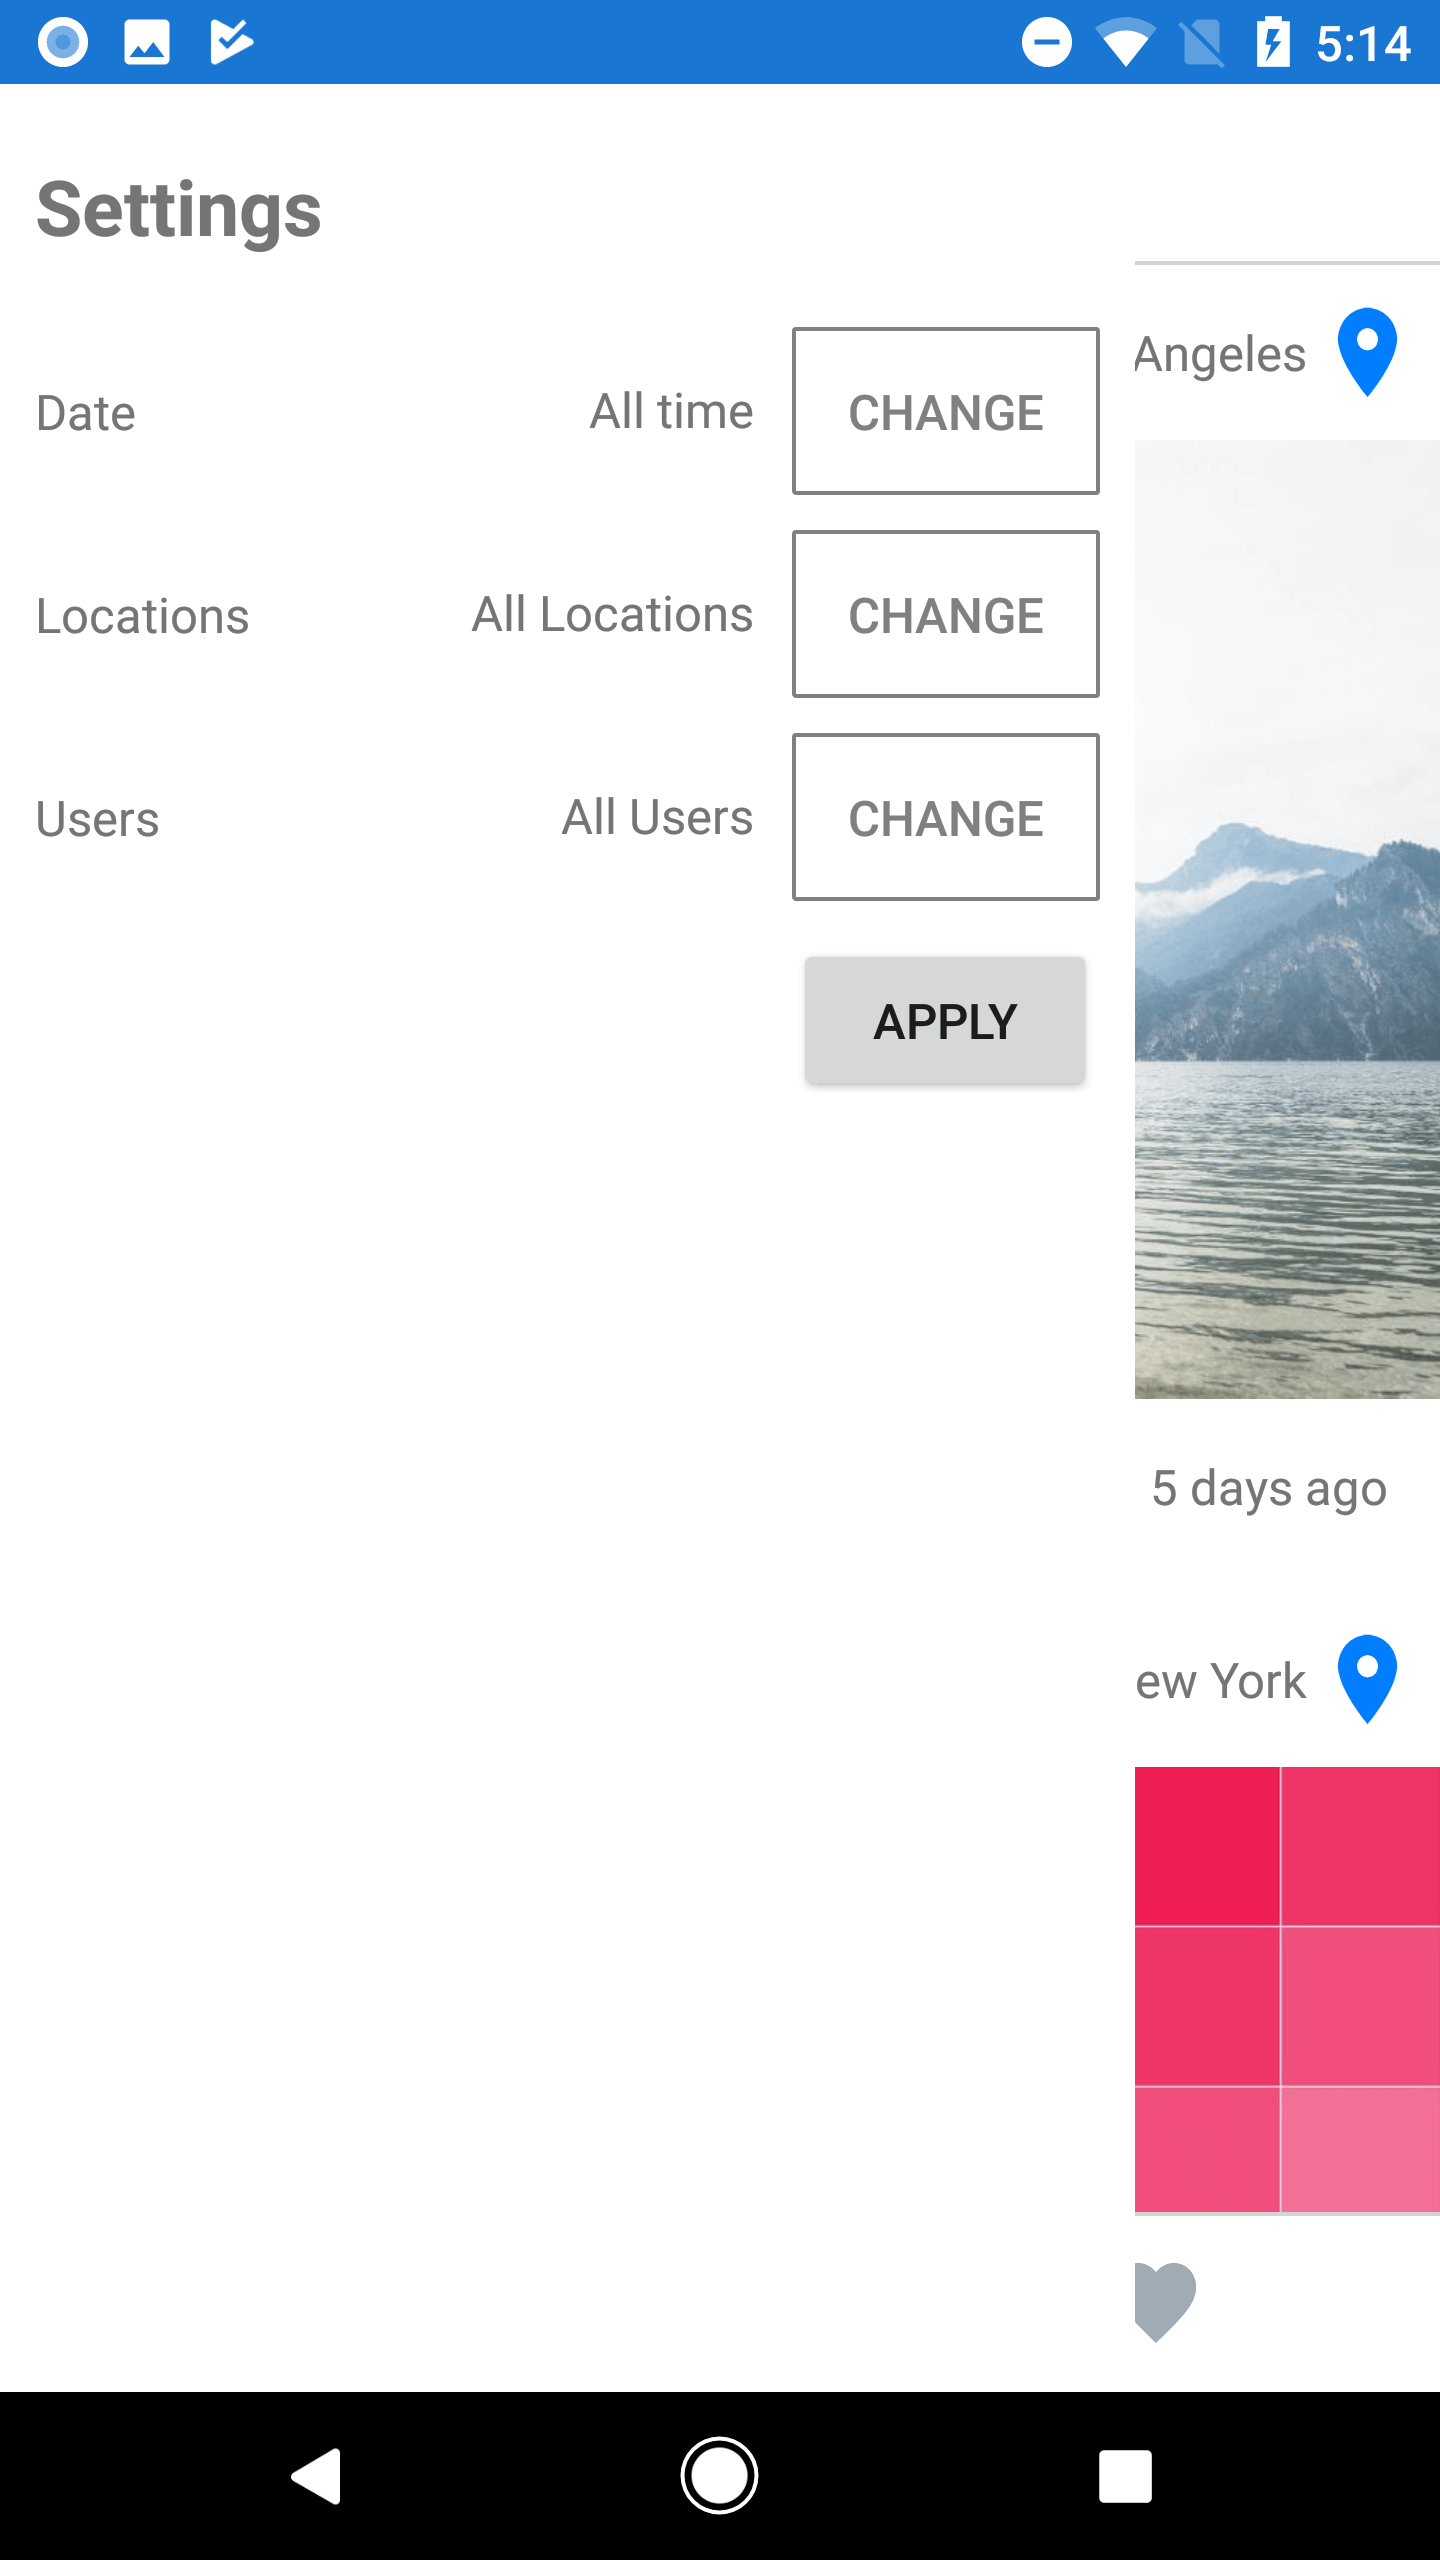 5:14
Settings
Date All time CHANGE
Angeles
Locations All Locations CHANGE
Users All Users CHANGE
APPLY
5 days ago
ew York